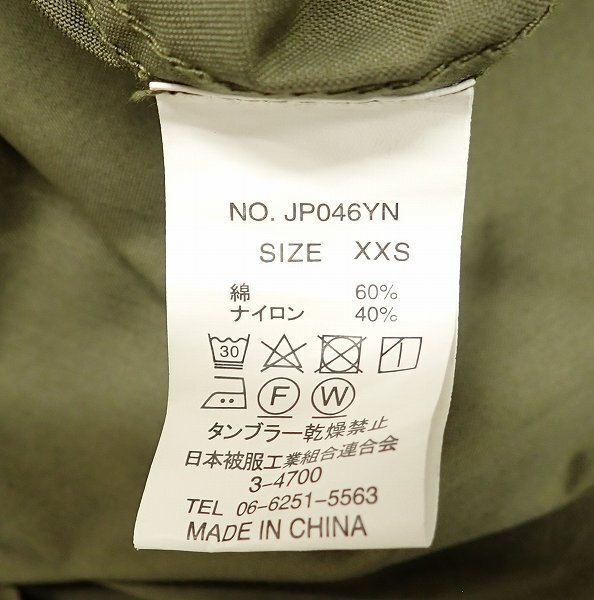 NO. JP046YN
SIZE XXS
綿 60%
ナイロン 40%
30
F W
タンブラー乾燥禁止
日本被服工業組合連合会
3-4700
TEL 06-6251-5563
MADE IN CHINA